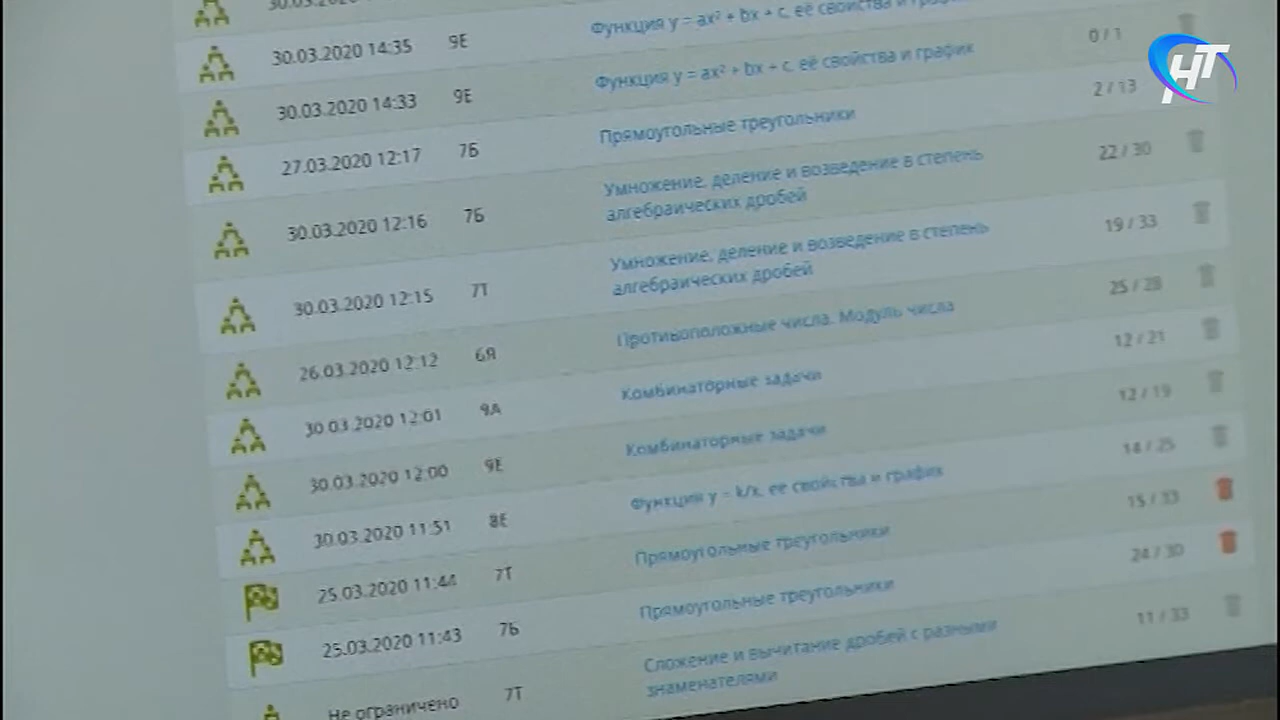 30.03.2020
30.03.2020 14:35 9Е Функция y = ax² + bx + c, её свойства и график
30.03.2020 14:33 9Е Функция y = ax² + bx + c, её свойства и график 0 / 1
27.03.2020 12:17 7Б Прямоугольные треугольники 2 / 13
30.03.2020 12:16 7Б Умножение, деление и возведение в степень 22 / 30
алгебраических дробей
30.03.2020 12:15 7Т Умножение, деление и возведение в степень 19 / 33
алгебраических дробей
26.03.2020 12:12 6Я Противоположные числа. Модуль числа 25 / 28
30.03.2020 12:01 9А Комбинаторные задачи 12 / 21
30.03.2020 12:00 9Е Комбинаторные задачи 12 / 19
30.03.2020 11:51 8Е Функция y = k/x, её свойства и график 14 / 25
25.03.2020 11:44 7Т Прямоугольные треугольники 15 / 33
25.03.2020 11:43 7Б Прямоугольные треугольники 24 / 30
Не ограничено 7Т Сложение и вычитание дробей с разными 11 / 33
знаменателями
НТ